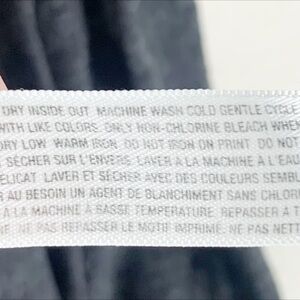 DRY INSIDE OUT MACHINE WASH COLD GENTLE CYCLE
WITH LIKE COLORS. ONLY NON-CHLORINE BLEACH WHE
DRY LOW WARM IRON. DO NOT IRON ON PRINT DO NOT
SÉCHER SUR L'ENVERS LAVER À LA MACHINE À L'EAU
ELICAT LAVER ET SÉCHER AVEC DES COULEURS SEMBL
AU BESOIN UN AGENT DE BLANCHIMENT SANS CHLOR
À LA MACHINE À BASSE TEMPÉRATURE. REPASSER À T
NE PAS REPASSER LE MOTIF IMPRIMÉ. NE PAS NETT